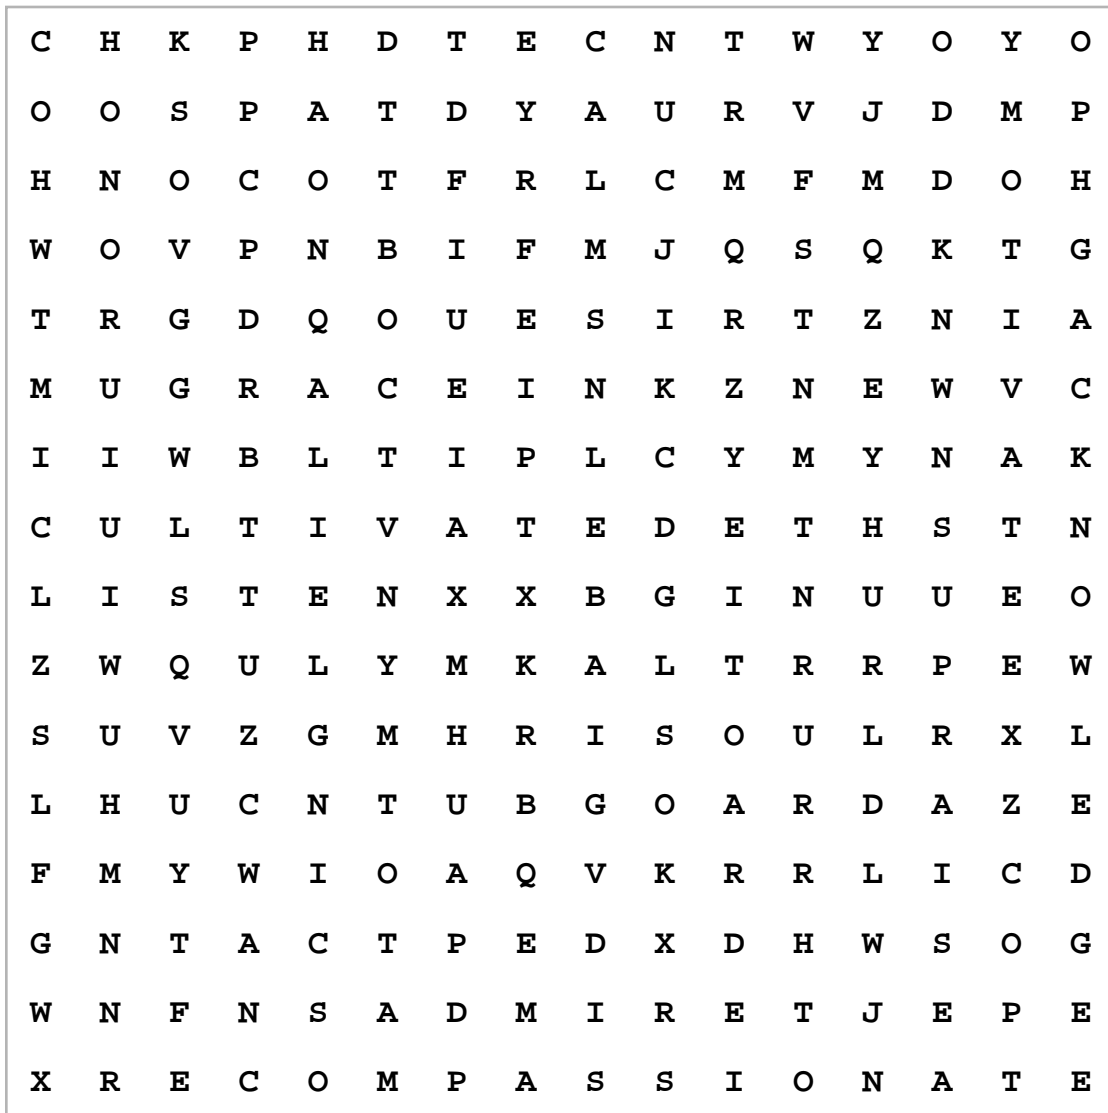 C H K P H D T E C N T W Y O Y O
O O S P A T D Y A U R V J D M P
H N O C O T F R L C M F M D O H
W O V P N B I F M J Q S Q K T G
T R G D Q O U E S I R T Z N I A
M U G R A C E I N K Z N E W V C
I I W B L T I P L C Y M Y N A K
C U L T I V A T E D E T H S T N
L I S T E N X X B G I N U U E O
Z W Q U L Y M K A L T R R P E W
S U V Z G M H R I S O U L R X L
L H U C N T U B G O A R D A Z E
F M Y W I O A Q V K R R L I C D
G N T A C T P E D X D H W S O G
W N F N S A D M I R E T J E P E
X R E C O M P A S S I O N A T E